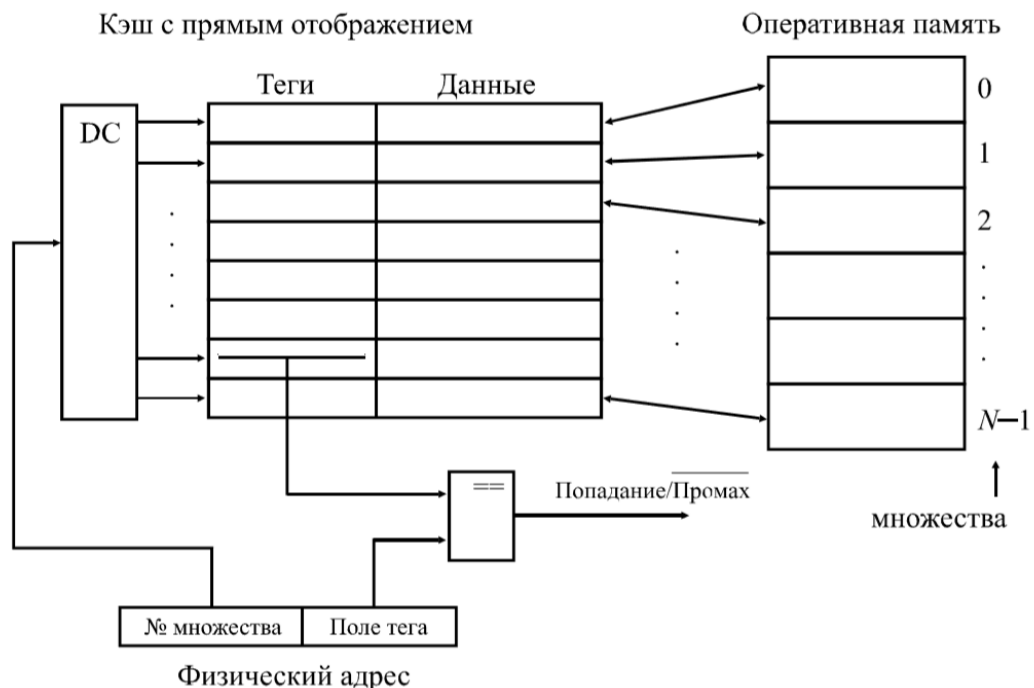 Кэш с прямым отображением
Оперативная память
Теги
Данные
DC
0
1
2
N–1
==
Попадание/Промах
множества
№ множества
Поле тега
Физический адрес